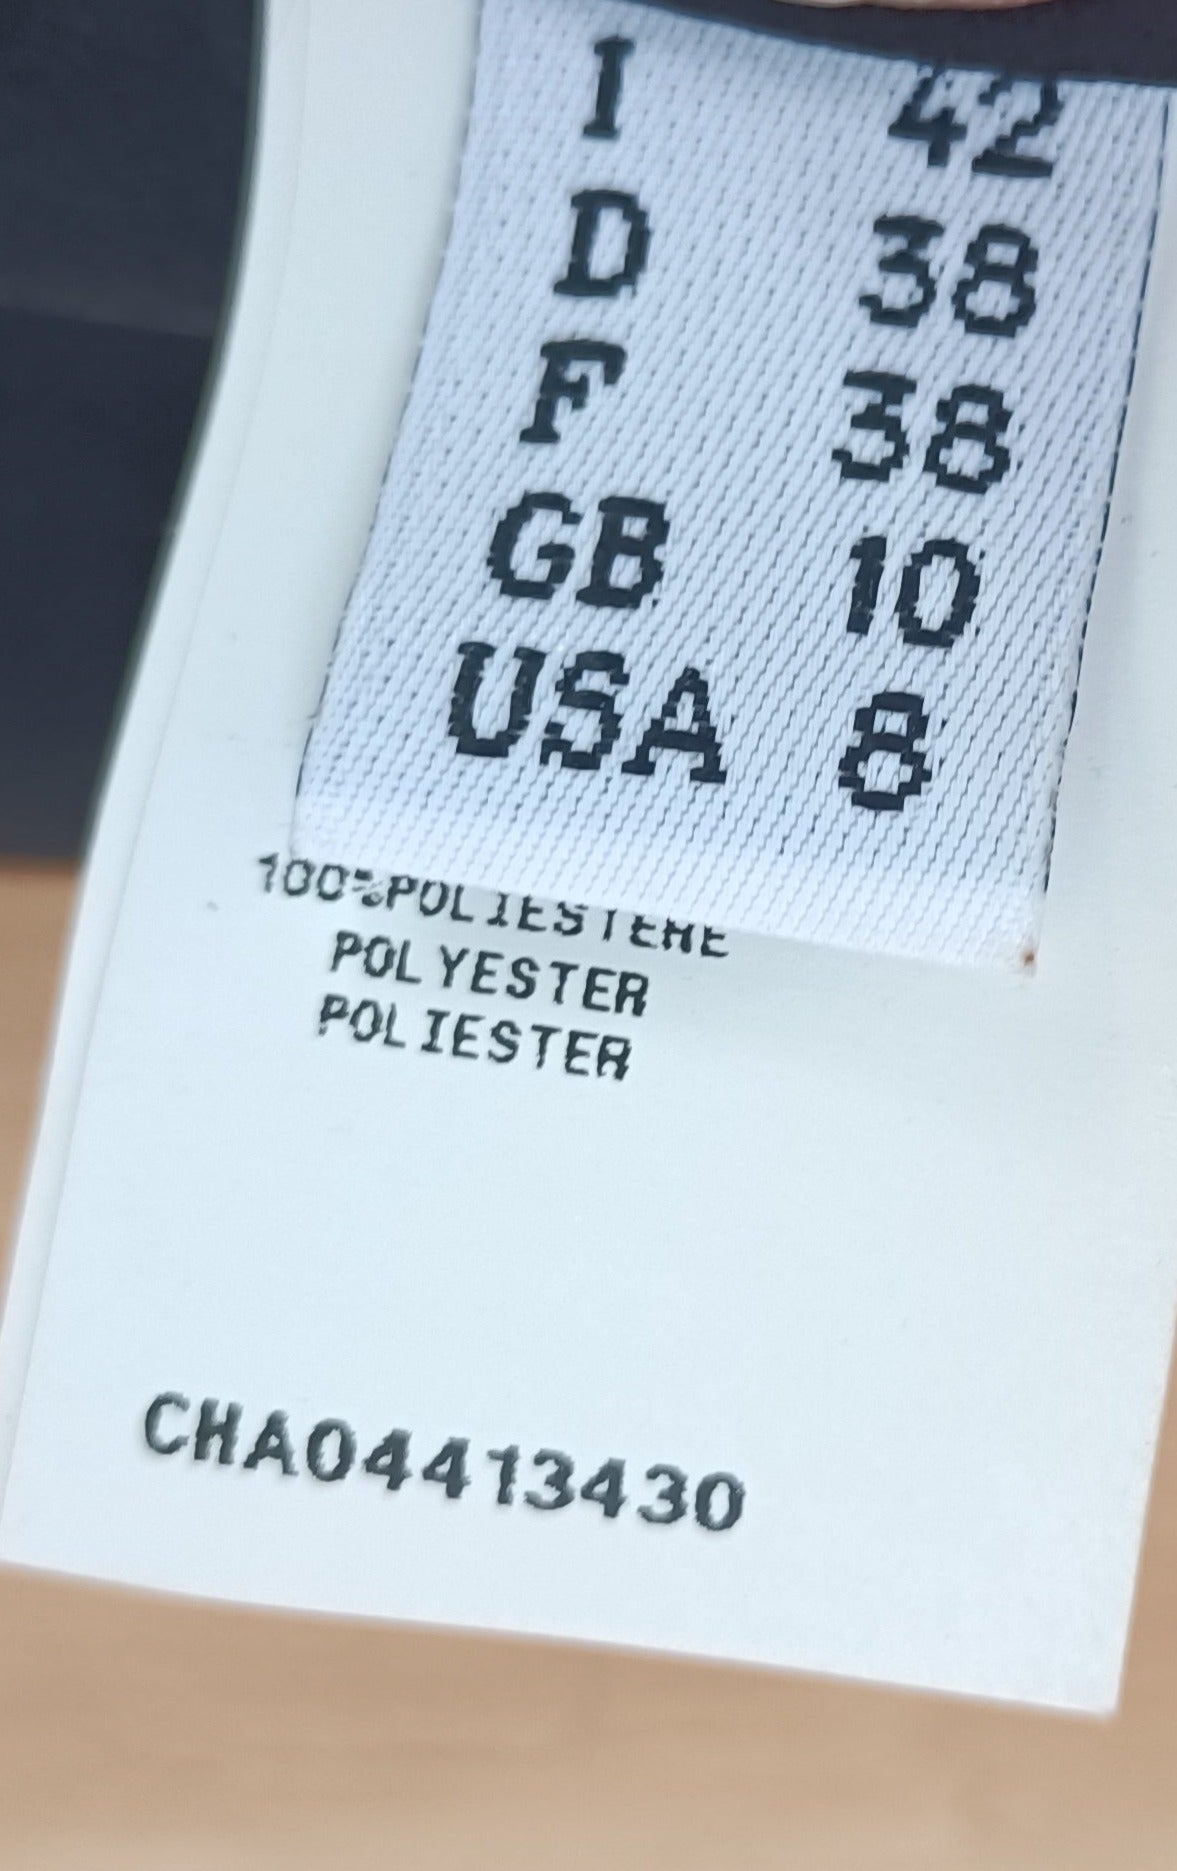 I 42
D 38
F 38
GB 10
USA 8
100%POLIESTERE
POLYESTER
POLIESTER
CHA04413430